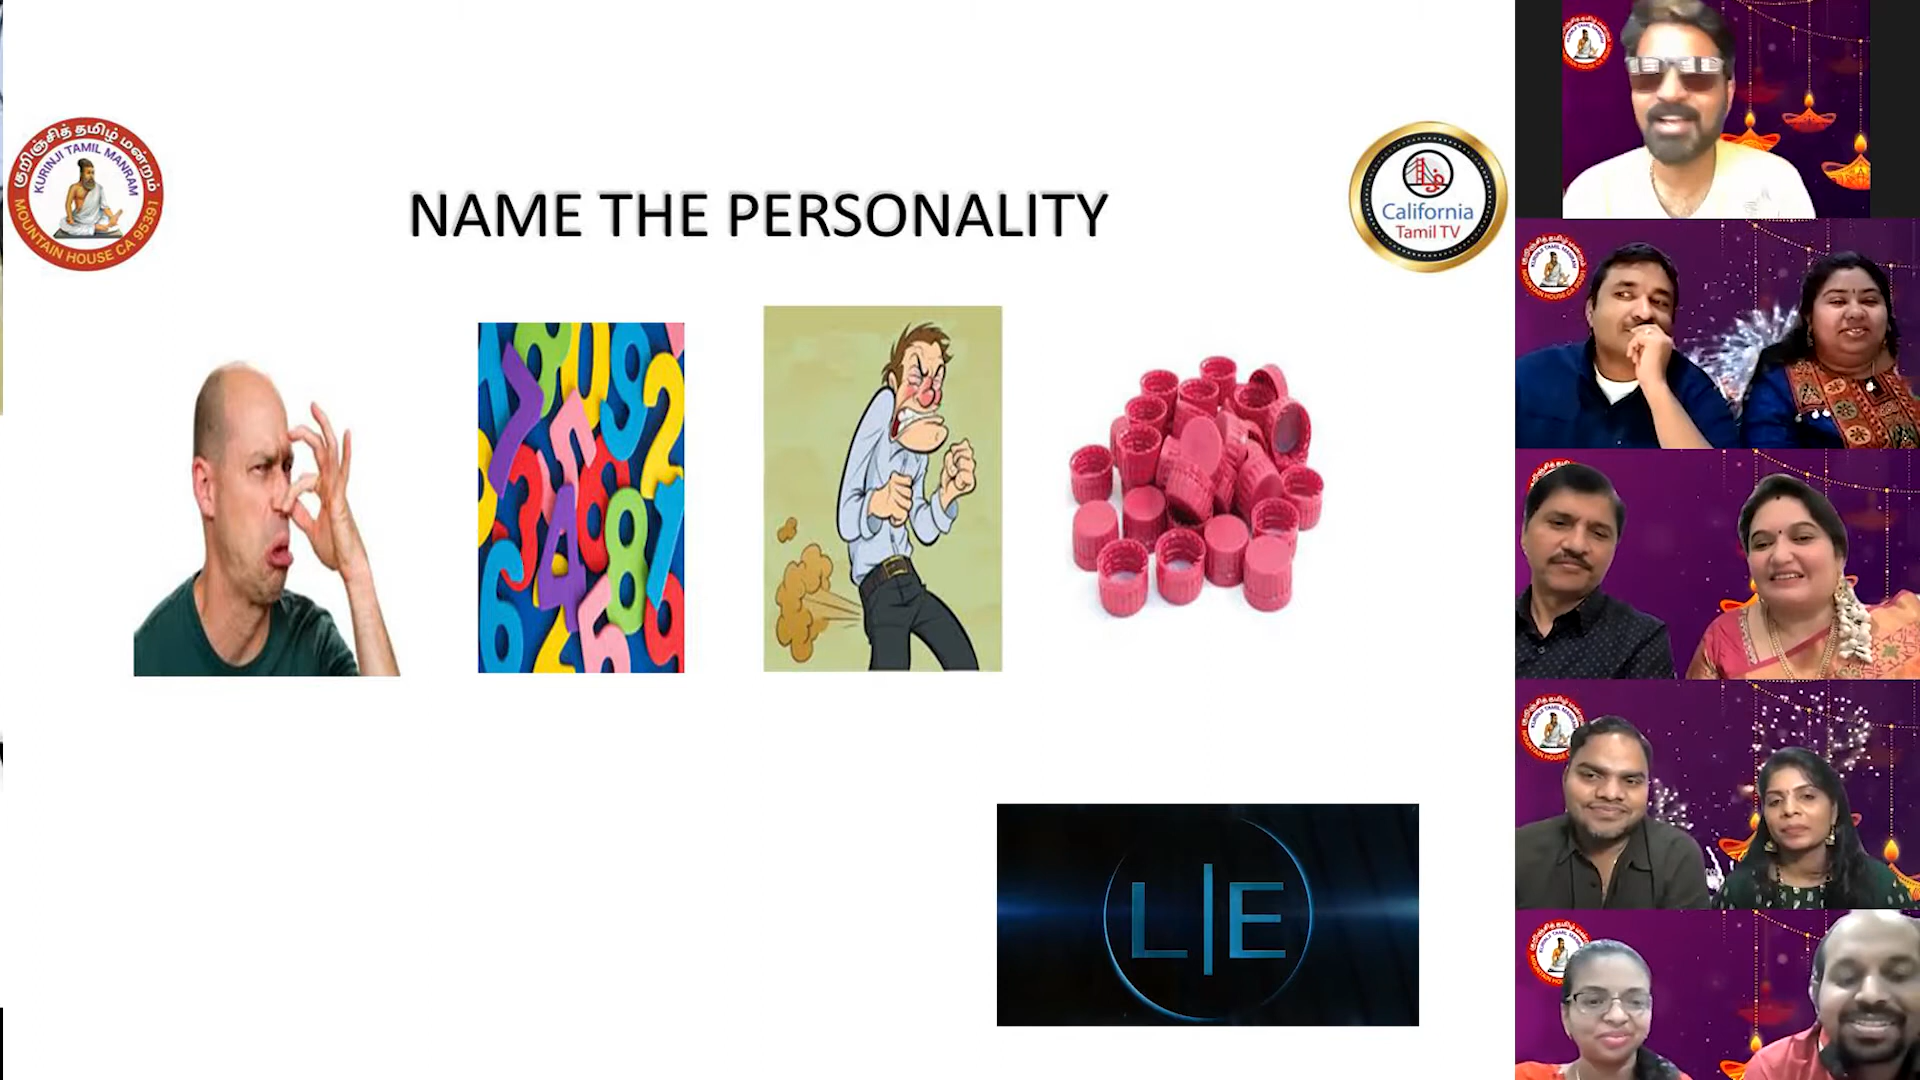 குறிஞ்சித் தமிழ் மன்றம்
KURINJI TAMIL MANRAM
MOUNTAIN HOUSE CA 95391
NAME THE PERSONALITY
California
Tamil TV
L|E